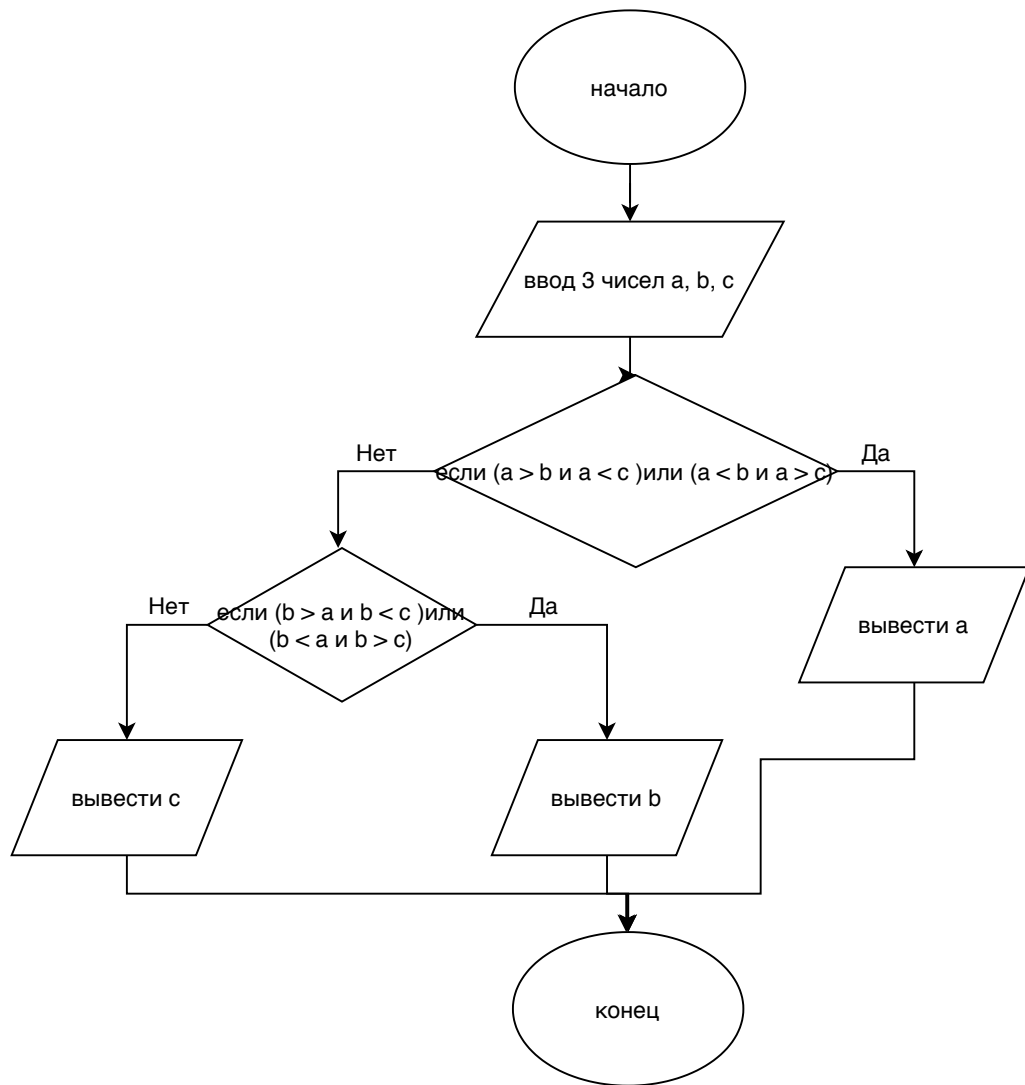 начало
ввод 3 чисел a, b, c
Нет
Да
если (a > b и a < c )или (a < b и a > c)
Нет
если (b > a и b < c )или
(b < a и b > c)
Да
вывести a
вывести c
вывести b
конец